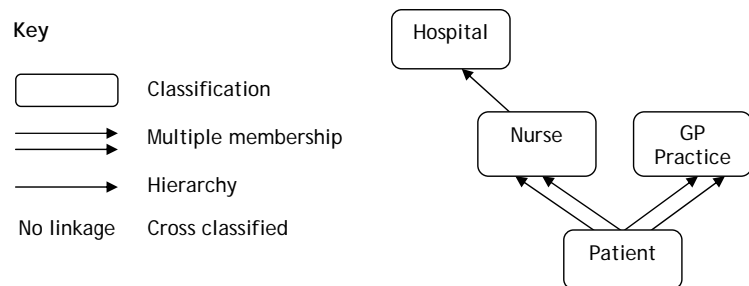 Key
Classification
Multiple membership
Hierarchy
No linkage Cross classified
Hospital
Nurse
GP
Practice
Patient